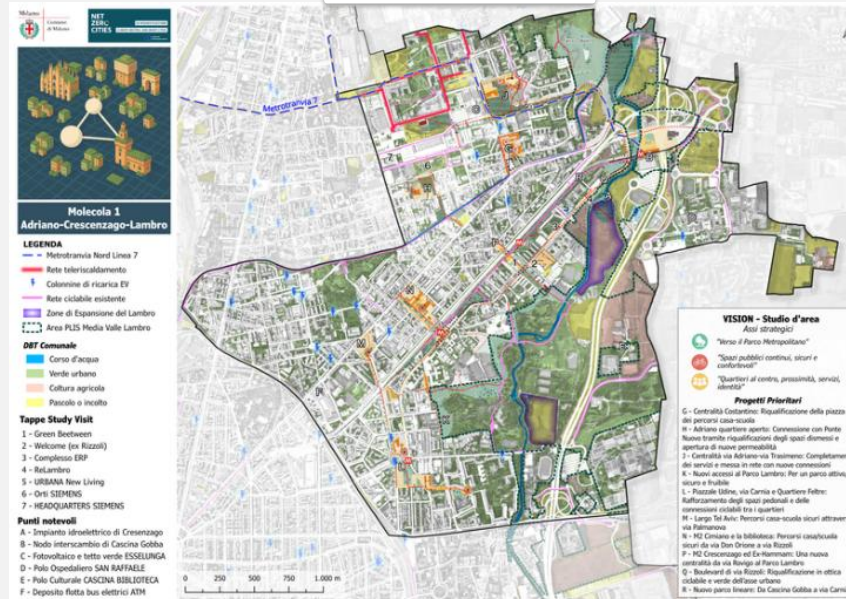 Milano
Comune
di Milano
NET
ZERO
CITIES
Molecola 1
Adriano-Crescenzago-Lambro
LEGENDA
Metrotranvia Nord Linea 7
Rete teleriscaldamento
Colonnine di ricarica EV
Rete ciclabile esistente
Zone di Espansione del Lambro
Area PLIS Media Valle Lambro
DBT Comunale
Corso d'acqua
Verde urbano
Coltura agricola
Pascolo o incolto
Tappe Study Visit
1 - Green Beetween
2 - Welcome (ex Rizzoli)
3 - Complesso ERP
4 - ReLambro
5 - URBANA New Living
6 - Orti SIEMENS
7 - HEADQUARTERS SIEMENS
Punti notevoli
A - Impianto idroelettrico di Cresenzago
B - Nodo interscambio di Cascina Gobba
C - Fotovoltaico e tetto verde ESSELUNGA
D - Polo Ospedaliero SAN RAFFAELE
E - Polo Culturale CASCINA BIBLIOTECA
F - Deposito flotta bus elettrici ATM
Metrotranvia 7
0 250 500 750 1.000 m
VISION - Studio d'area
Assi strategici
"Verso il Parco Metropolitano"
"Spazi pubblici continui, sicuri e
confortevoli"
"Quartieri al centro, prossimità, servizi,
identità"
Progetti Prioritari
G - Centralità Costantino: Riqualificazione della piazza
dei percorsi casa-scuola
H - Adriano quartiere aperto: Connessione con Ponte
Nuovo tramite riqualificazioni degli spazi dismessi e
apertura di nuove permeabilità
J - Centralità via Adriano-via Trasimeno: Completamen
dei servizi e messa in rete con nuove connessioni
K - Nuovi accessi al Parco Lambro: Per un parco attivo,
sicuro e fruibile
L - Piazzale Udine, via Carnia e Quartiere Feltre:
Rafforzamento degli spazi pedonali e delle
connessioni ciclabili tra i quartieri
M - Largo Tel Aviv: Percorsi casa-scuola sicuri attraver
via Palmanova
N - M2 Cimiano e la biblioteca: Percorsi casa/scuola
sicuri da via Don Orione a via Rizzoli
P - M2 Crescenzago ed Ex-Hammam: Una nuova
centralità da via Rovigo al Parco Lambro
Q - Boulevard di via Rizzoli: Riqualificazione in ottica
ciclabile e verde dell'asse urbano
R - Nuovo parco lineare: Da Cascina Gobba a via Carnia